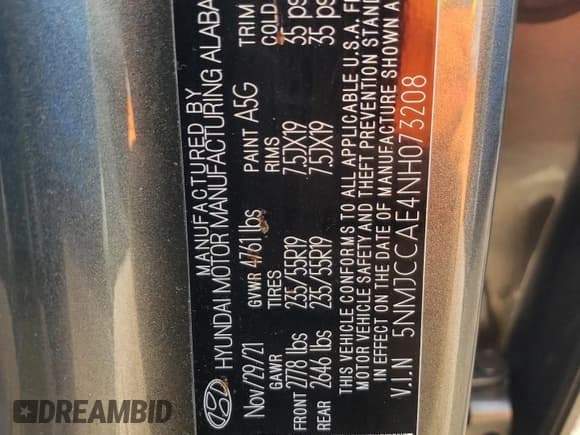 MANUFACTURED BY
HYUNDAI MOTOR MANUFACTURING ALABA
Nov/29/21 GVWR 4761 lbs PAINT A5G TRIM
GAWR TIRES RIMS COLD
FRONT 2778 lbs 235/55R19 7.5JX19 35 psi
REAR 2646 lbs 235/55R19 7.5JX19 35 psi
THIS VEHICLE CONFORMS TO ALL APPLICABLE U.S.A. FE
MOTOR VEHICLE SAFETY AND THEFT PREVENTION STAND
IN EFFECT ON THE DATE OF MANUFACTURE SHOWN A
V.I.N 5NMJCCAE4NH073208
DREAMBID